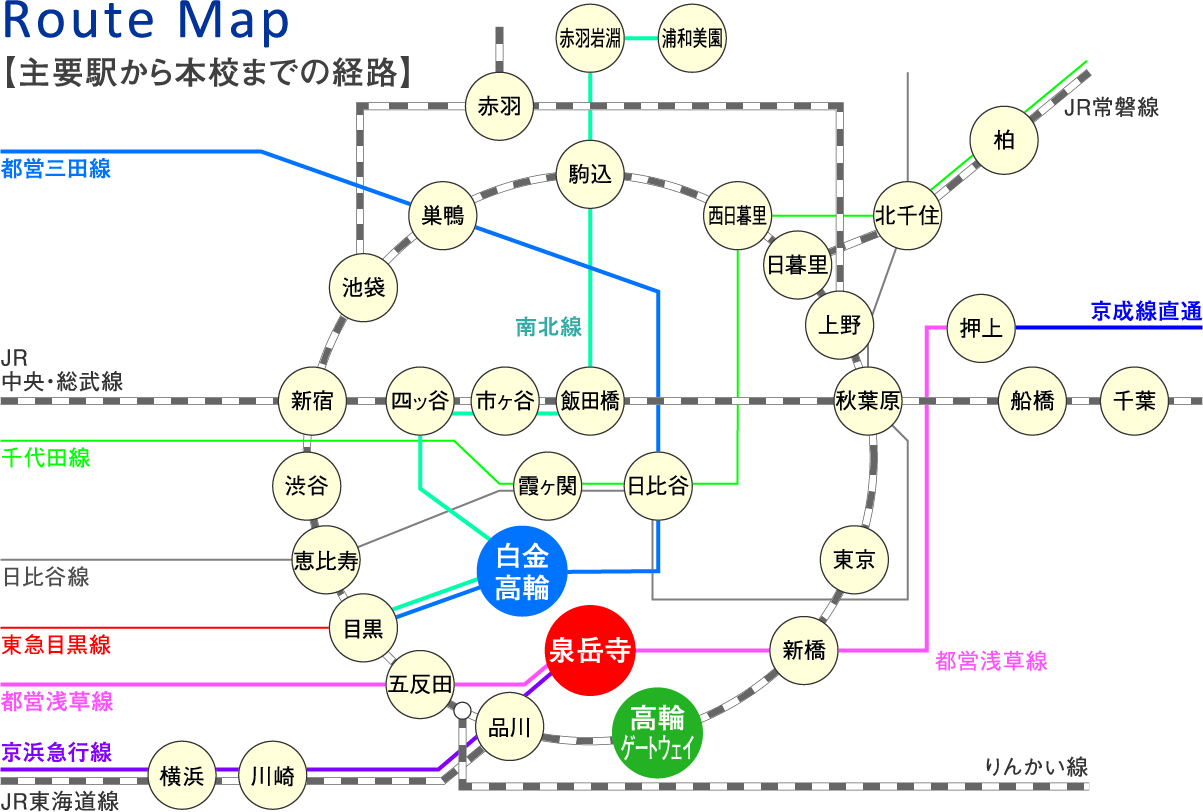 Route Map
【主要駅から本校までの経路】
赤羽岩淵
浦和美園
赤羽
柏
JR常磐線
都営三田線
駒込
巣鴨
西日暮里
北千住
日暮里
池袋
南北線
上野
押上
京成線直通
JR
中央・総武線
新宿
四ッ谷
市ヶ谷
飯田橋
秋葉原
船橋
千葉
千代田線
渋谷
霞ヶ関
日比谷
恵比寿
白金
高輪
東京
日比谷線
目黒
東急目黒線
泉岳寺
新橋
都営浅草線
五反田
都営浅草線
品川
高輪
ゲートウェイ
京浜急行線
横浜
川崎
りんかい線
JR東海道線